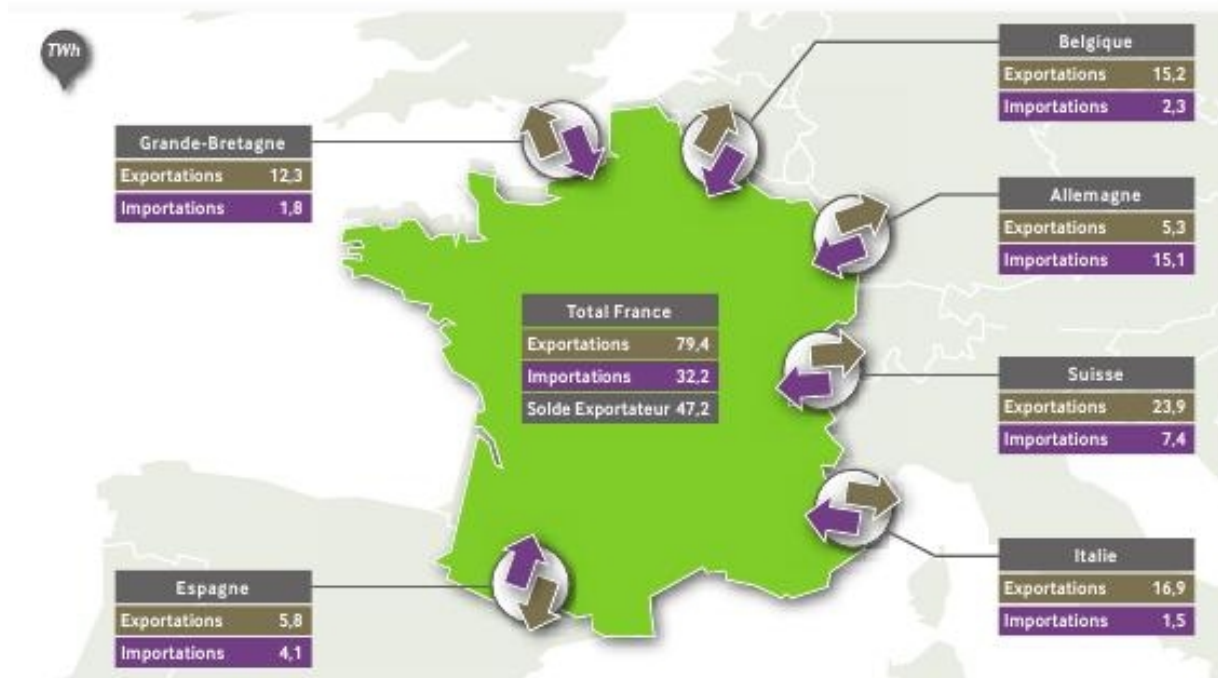 TWh
Belgique
Exportations 15,2
Importations 2,3
Grande-Bretagne
Exportations 12,3
Importations 1,8
Allemagne
Exportations 5,3
Importations 15,1
Total France
Exportations 79,4
Importations 32,2
Solde Exportateur 47,2
Suisse
Exportations 23,9
Importations 7,4
Italie
Exportations 16,9
Importations 1,5
Espagne
Exportations 5,8
Importations 4,1